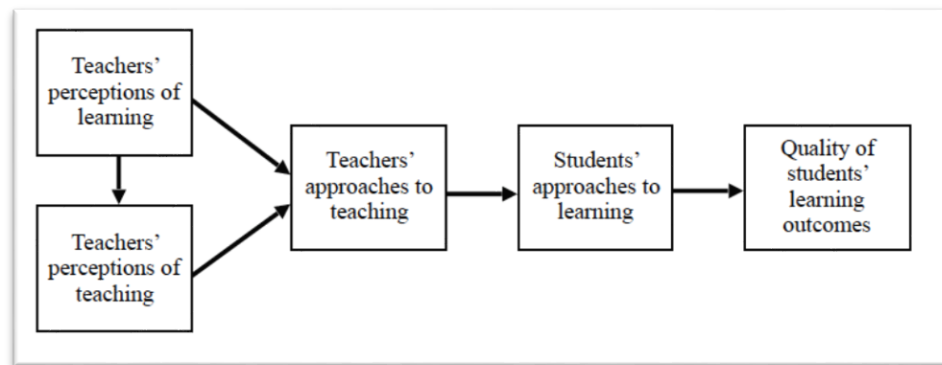 Teachers’
perceptions of
learning
Teachers’
perceptions of
teaching
Teachers’
approaches to
teaching
Students’
approaches to
learning
Quality of
students’
learning
outcomes